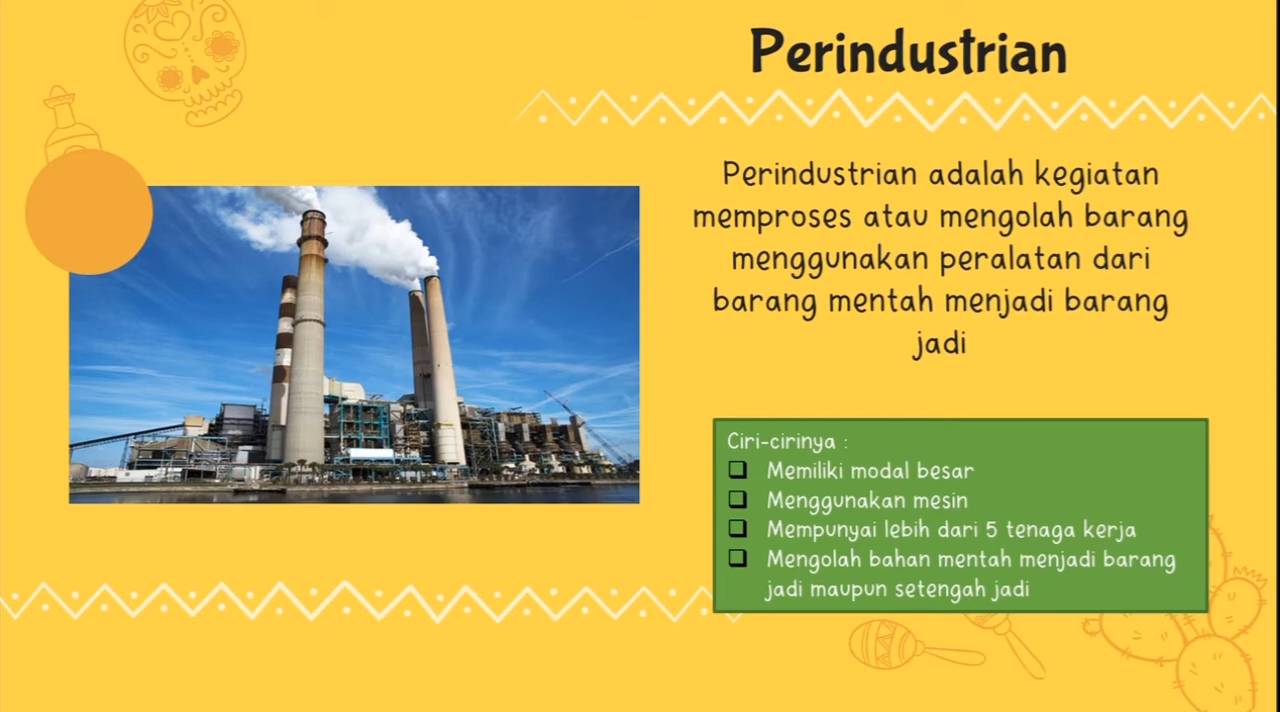 Perindustrian
Perindustrian adalah kegiatan
memproses atau mengolah barang
menggunakan peralatan dari
barang mentah menjadi barang
jadi
Ciri-cirinya :
Memiliki modal besar
Menggunakan mesin
Mempunyai lebih dari 5 tenaga kerja
Mengolah bahan mentah menjadi barang
jadi maupun setengah jadi